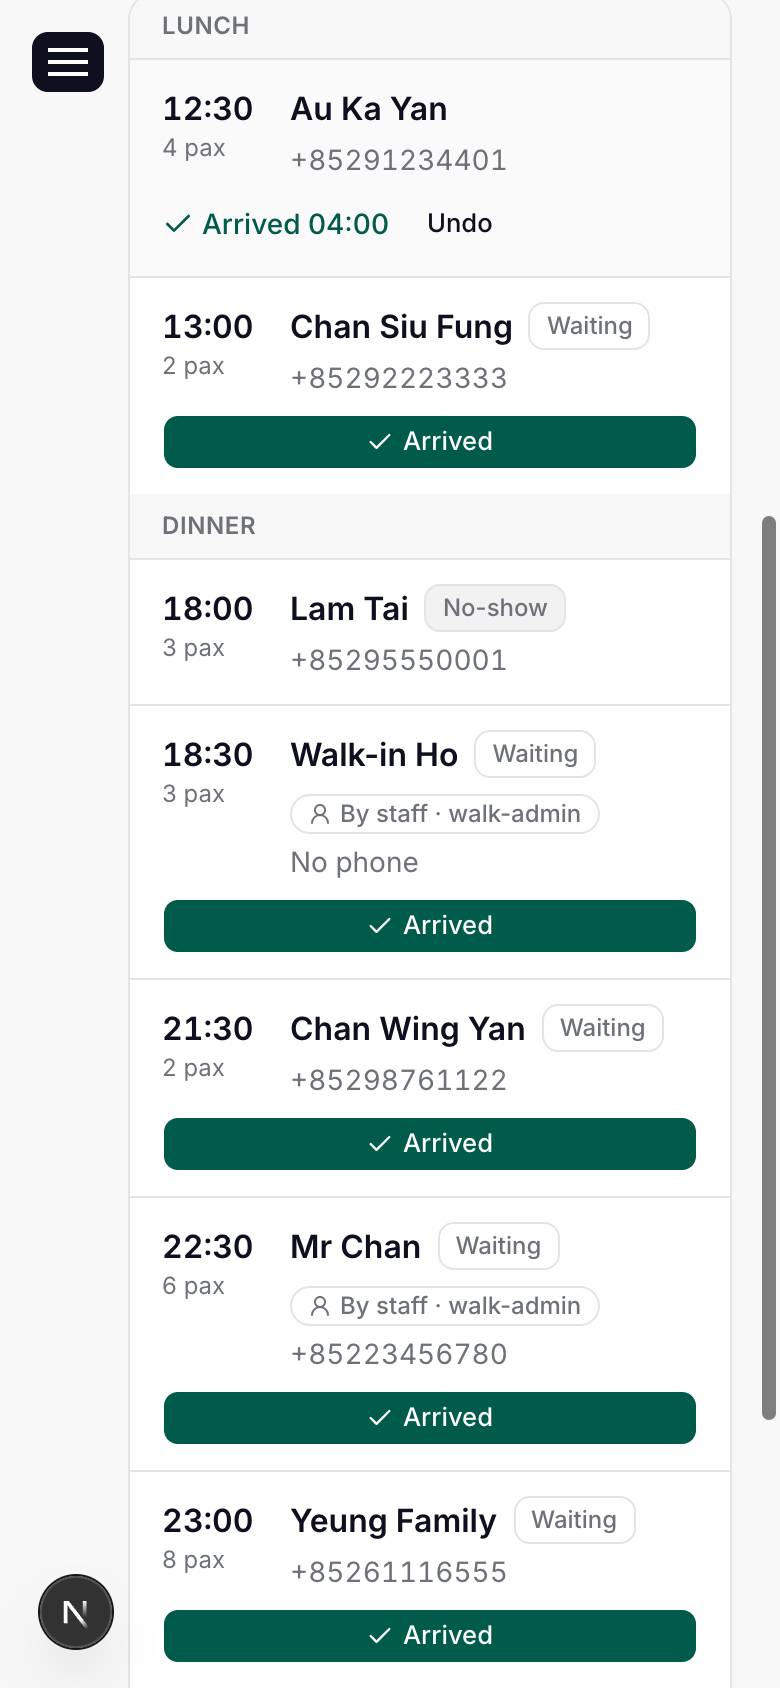 LUNCH
12:30 Au Ka Yan
4 pax +85291234401
Arrived 04:00 Undo
13:00 Chan Siu Fung Waiting
2 pax +85292223333
Arrived
DINNER
18:00 Lam Tai No-show
3 pax +85295550001
18:30 Walk-in Ho Waiting
3 pax By staff · walk-admin
No phone
Arrived
21:30 Chan Wing Yan Waiting
2 pax +85298761122
Arrived
22:30 Mr Chan Waiting
6 pax By staff · walk-admin
+85223456780
Arrived
23:00 Yeung Family Waiting
8 pax +85261116555
N
Arrived